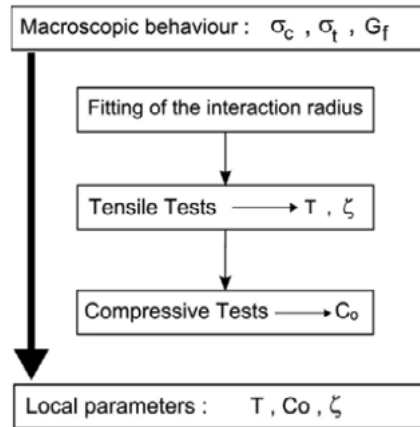 Macroscopic behaviour : σc , σt , Gf
Fitting of the interaction radius
Tensile Tests → T , ζ
Compressive Tests → Co
Local parameters : T , Co , ζ